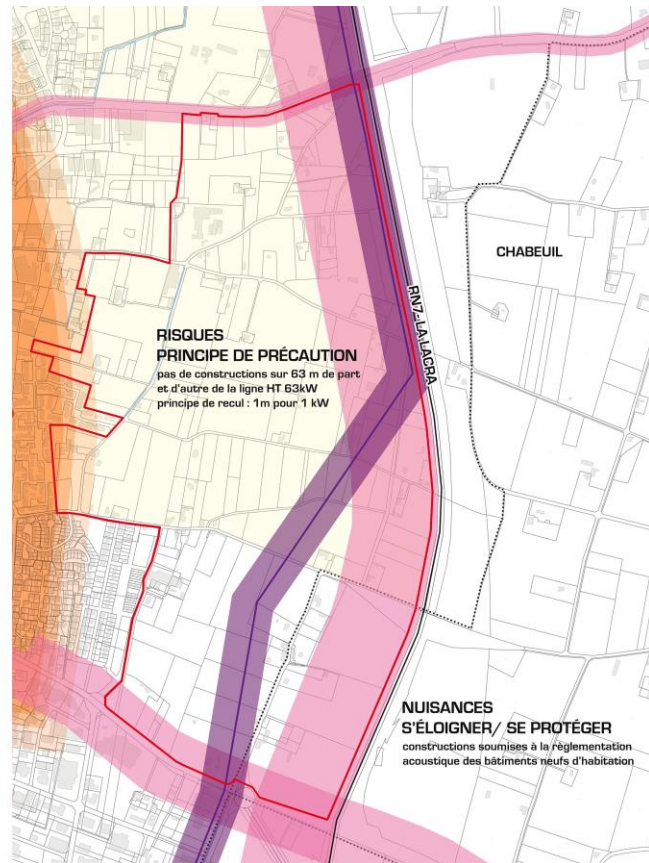 CHABEUIL
RN7 - LA LACRA
RISQUES
PRINCIPE DE PRÉCAUTION
pas de constructions sur 63 m de part
et d'autre de la ligne HT 63kW
principe de recul : 1m pour 1 kW
NUISANCES
S'ÉLOIGNER/ SE PROTÉGER
constructions soumises à la règlementation
acoustique des bâtiments neufs d'habitation